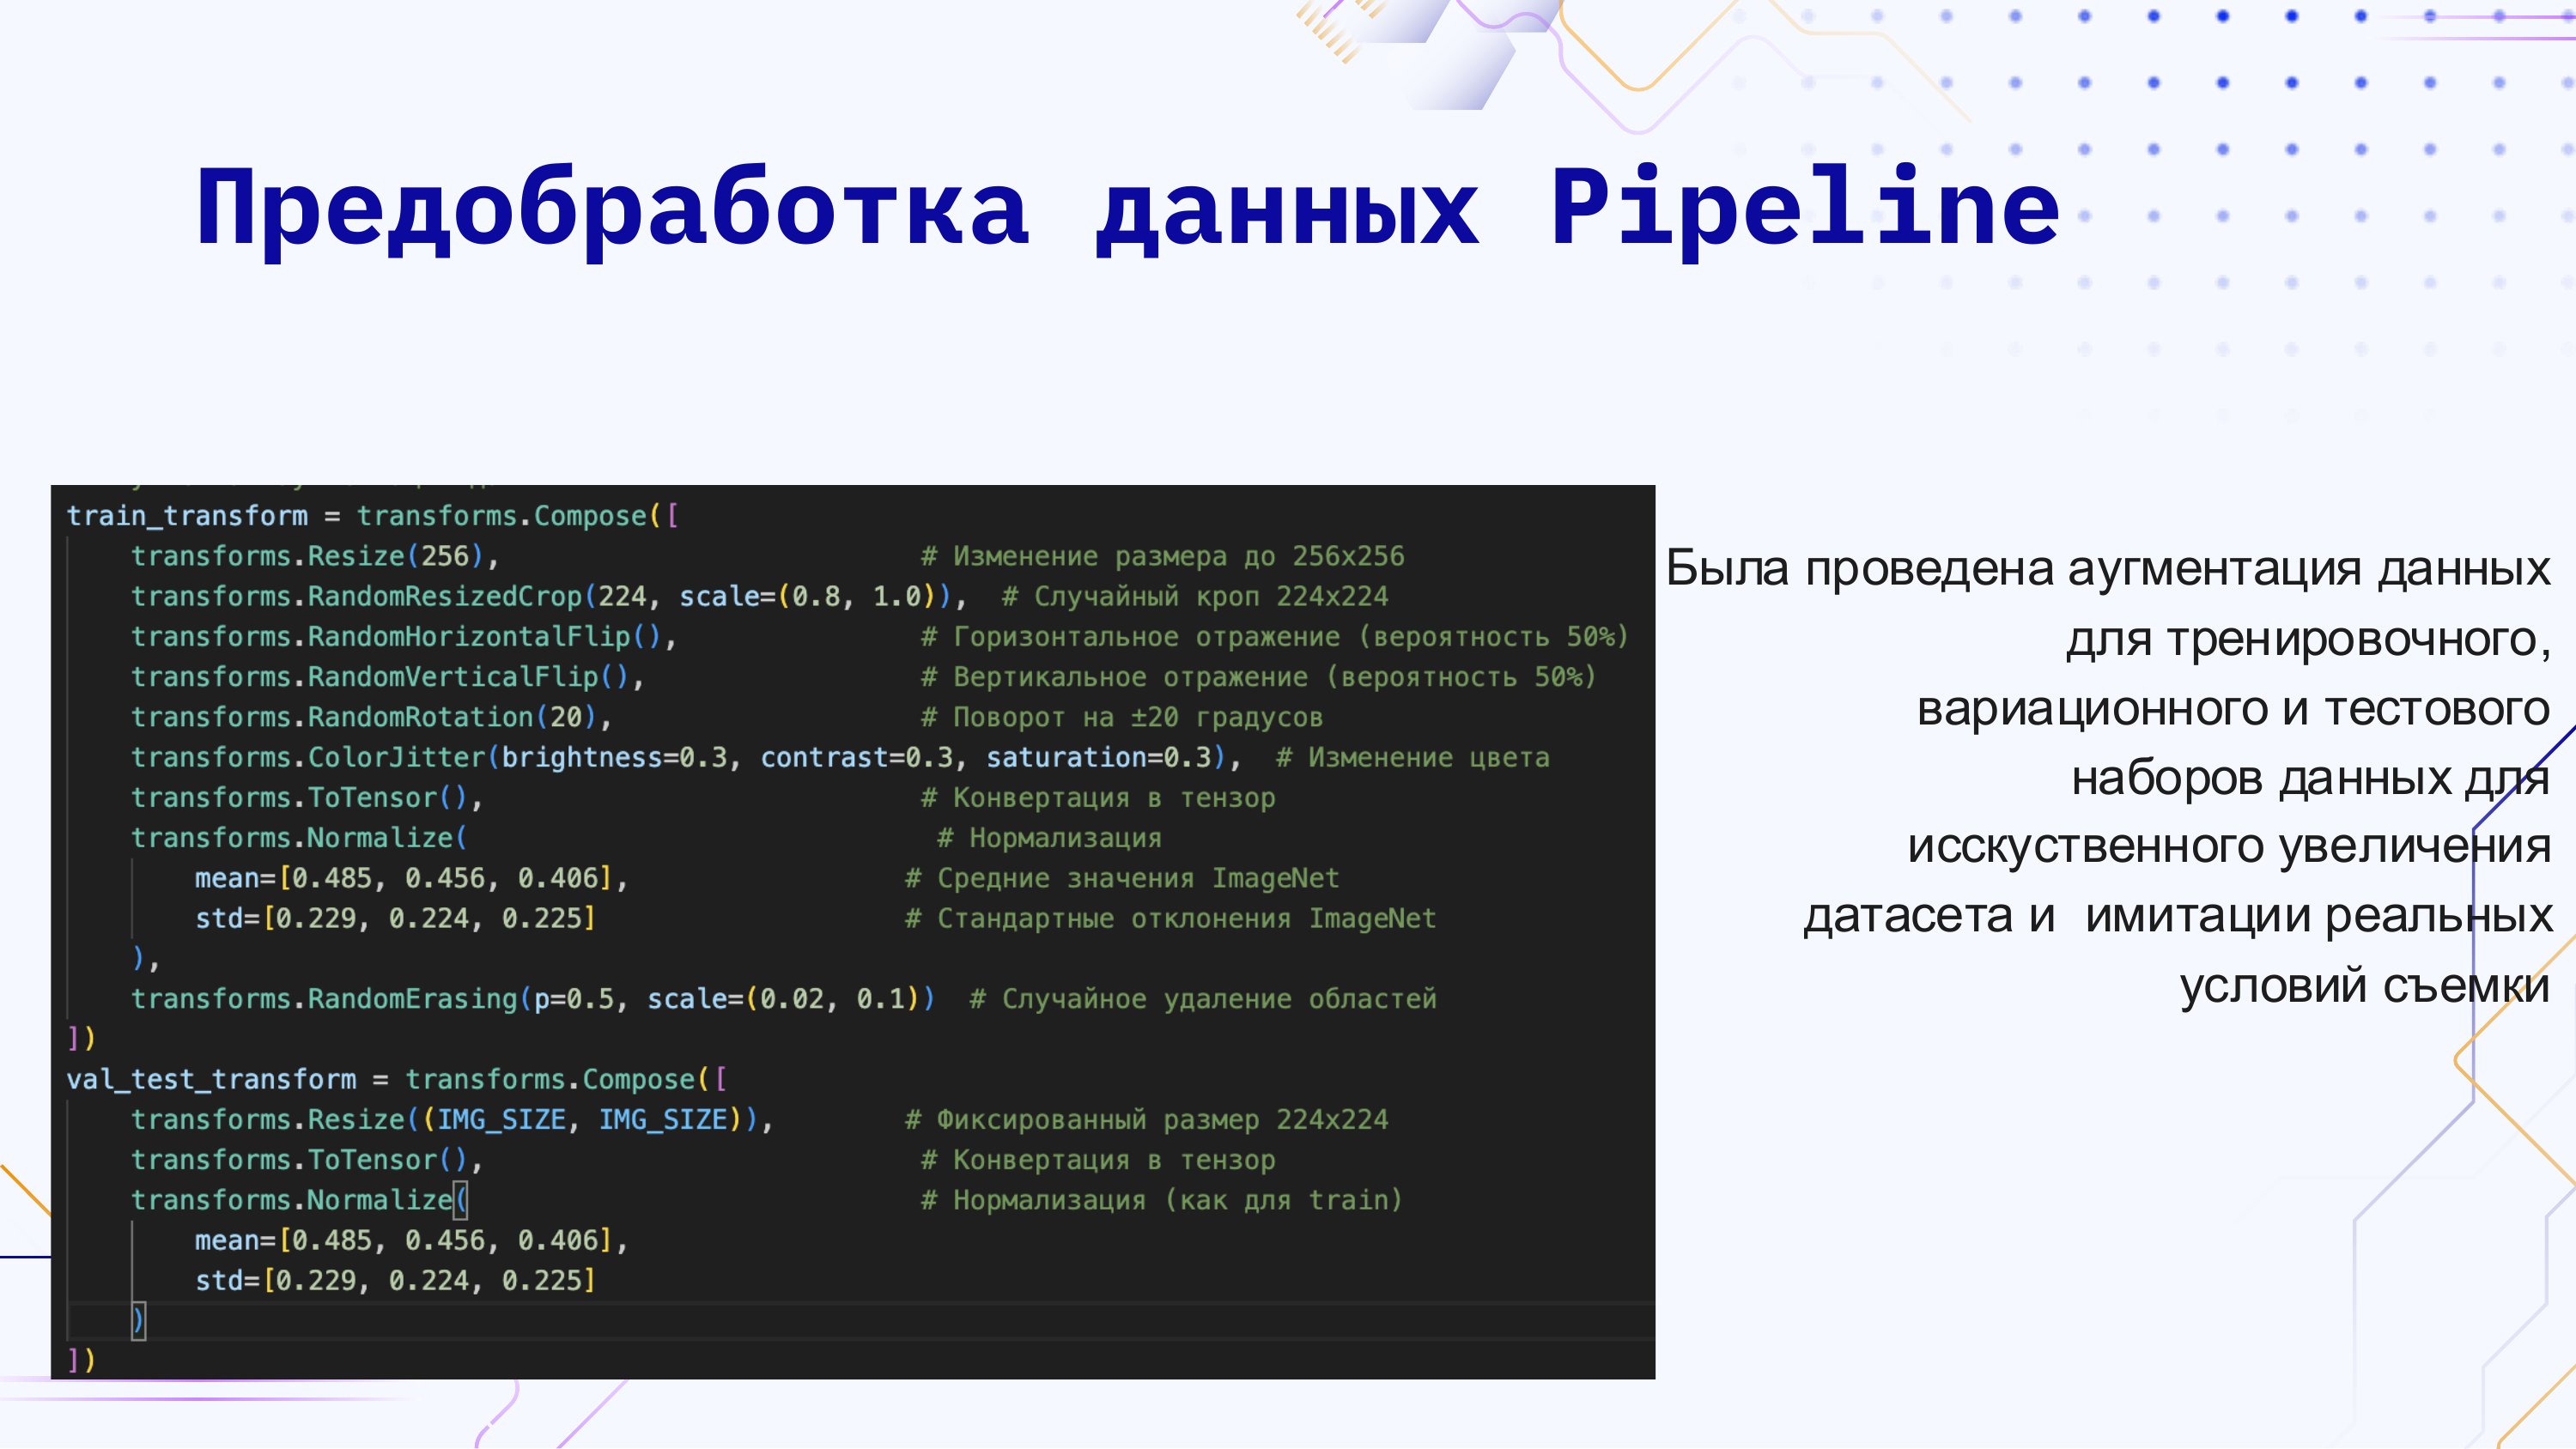 Предобработка данных Pipeline
train_transform = transforms.Compose([
    transforms.Resize(256),                           # Изменение размера до 256x256
    transforms.RandomResizedCrop(224, scale=(0.8, 1.0)),  # Случайный кроп 224x224
    transforms.RandomHorizontalFlip(),               # Горизонтальное отражение (вероятность 50%)
    transforms.RandomVerticalFlip(),                 # Вертикальное отражение (вероятность 50%)
    transforms.RandomRotation(20),                   # Поворот на ±20 градусов
    transforms.ColorJitter(brightness=0.3, contrast=0.3, saturation=0.3),  # Изменение цвета
    transforms.ToTensor(),                           # Конвертация в тензор
    transforms.Normalize(                             # Нормализация
        mean=[0.485, 0.456, 0.406],                 # Средние значения ImageNet
        std=[0.229, 0.224, 0.225]                   # Стандартные отклонения ImageNet
    ),
    transforms.RandomErasing(p=0.5, scale=(0.02, 0.1))  # Случайное удаление областей
])
val_test_transform = transforms.Compose([
    transforms.Resize((IMG_SIZE, IMG_SIZE)),        # Фиксированный размер 224x224
    transforms.ToTensor(),                           # Конвертация в тензор
    transforms.Normalize(                            # Нормализация (как для train)
        mean=[0.485, 0.456, 0.406],
        std=[0.229, 0.224, 0.225]
    )
])
Была проведена аугментация данных
для тренировочного,
вариационного и тестового
наборов данных для
исскуственного увеличения
датасета и  имитации реальных
условий съемки